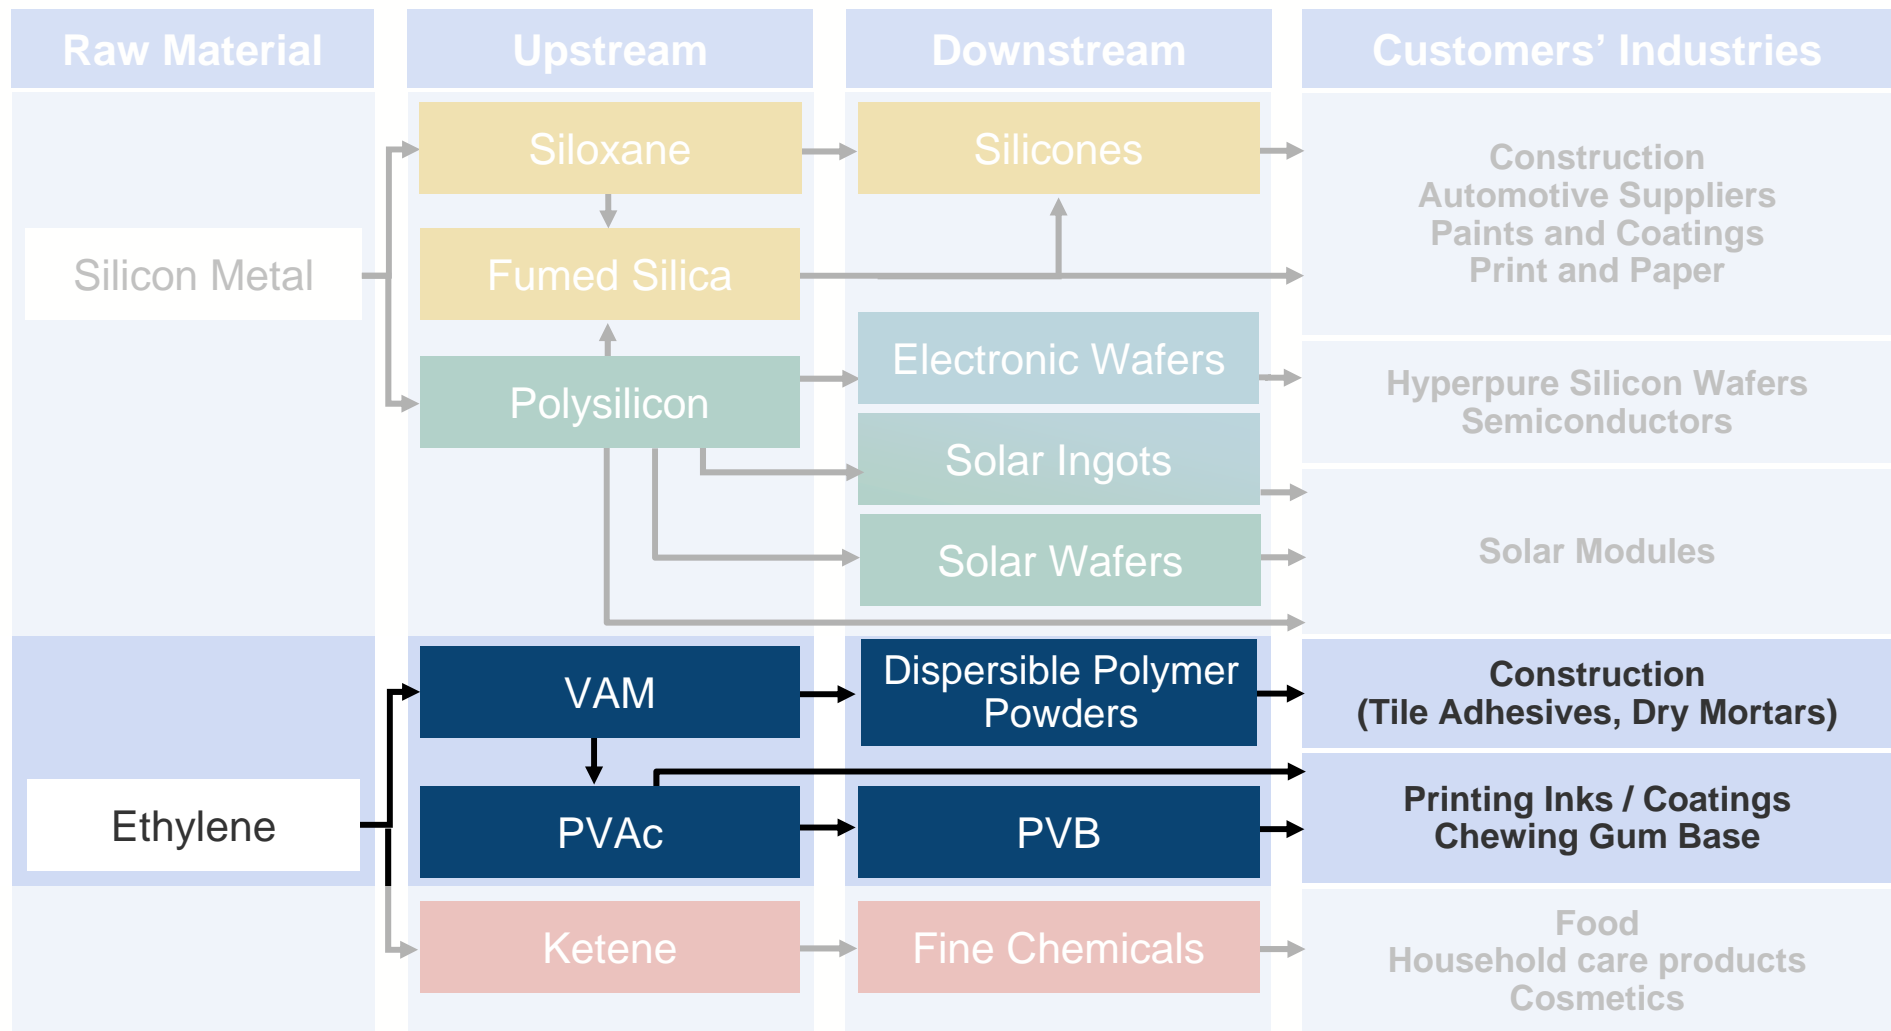 Raw Material
Upstream
Downstream
Customers’ Industries
Silicon Metal
Siloxane
Silicones
Fumed Silica
Construction
Automotive Suppliers
Paints and Coatings
Print and Paper
Polysilicon
Electronic Wafers
Hyperpure Silicon Wafers
Semiconductors
Solar Ingots
Solar Wafers
Solar Modules
Ethylene
VAM
Dispersible Polymer
Powders
Construction
(Tile Adhesives, Dry Mortars)
PVAc
PVB
Printing Inks / Coatings
Chewing Gum Base
Ketene
Fine Chemicals
Food
Household care products
Cosmetics